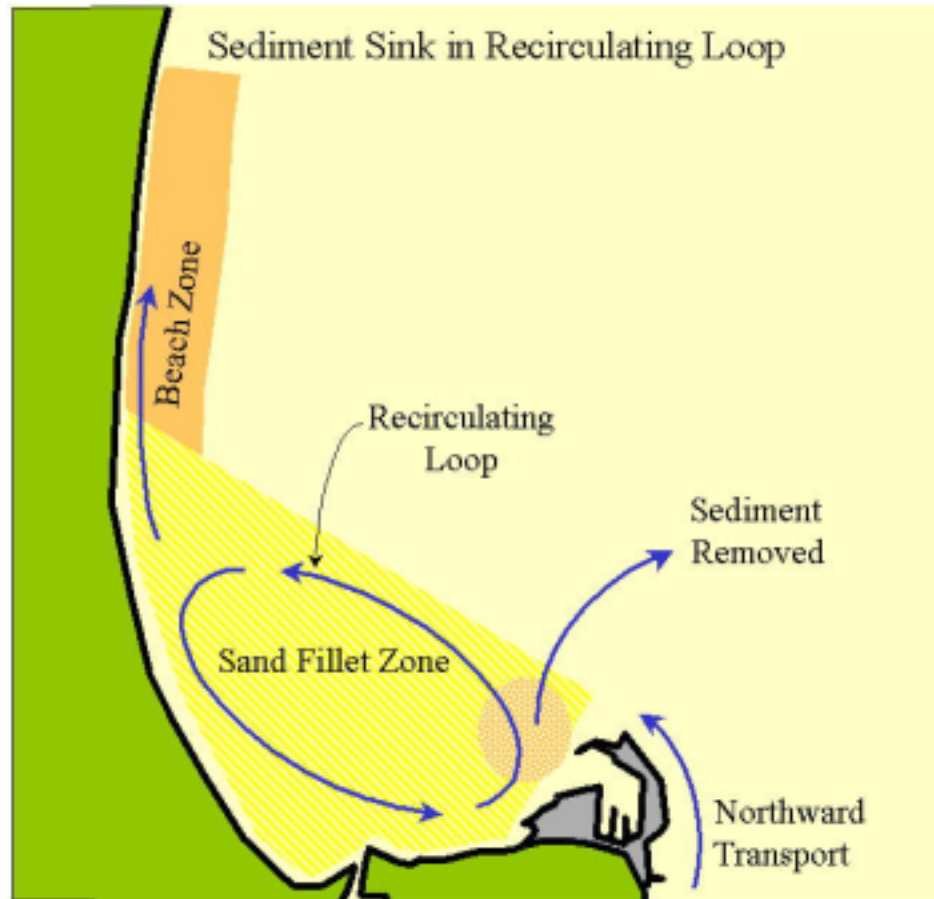 Sediment Sink in Recirculating Loop
Beach Zone
Recirculating
Loop
Sediment
Removed
Sand Fillet Zone
Northward
Transport